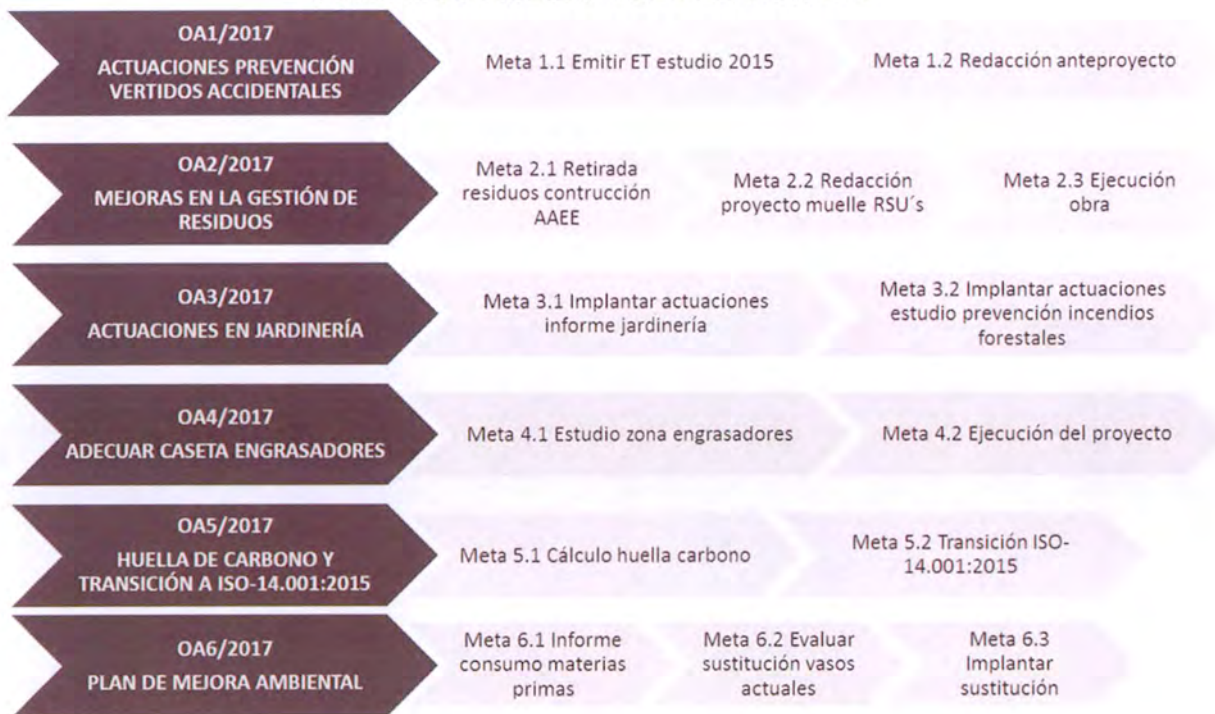 OA1/2017
ACTUACIONES PREVENCIÓN
VERTIDOS ACCIDENTALES
Meta 1.1 Emitir ET estudio 2015
Meta 1.2 Redacción anteproyecto
OA2/2017
MEJORAS EN LA GESTIÓN DE
RESIDUOS
Meta 2.1 Retirada
residuos contrucción
AAEE
Meta 2.2 Redacción
proyecto muelle RSU´s
Meta 2.3 Ejecución
obra
OA3/2017
ACTUACIONES EN JARDINERÍA
Meta 3.1 Implantar actuaciones
informe jardinería
Meta 3.2 Implantar actuaciones
estudio prevención incendios
forestales
OA4/2017
ADECUAR CASETA ENGRASADORES
Meta 4.1 Estudio zona engrasadores
Meta 4.2 Ejecución del proyecto
OA5/2017
HUELLA DE CARBONO Y
TRANSICIÓN A ISO-14.001:2015
Meta 5.1 Cálculo huella carbono
Meta 5.2 Transición ISO-
14.001:2015
OA6/2017
PLAN DE MEJORA AMBIENTAL
Meta 6.1 Informe
consumo materias
primas
Meta 6.2 Evaluar
sustitución vasos
actuales
Meta 6.3
Implantar
sustitución